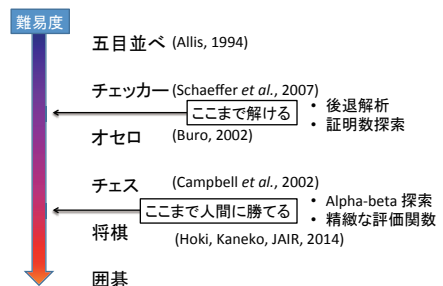 難易度
五目並べ (Allis, 1994)
チェッカー (Schaeffer et al., 2007)
ここまで解ける
• 後退解析
• 証明数探索
オセロ (Buro, 2002)
チェス (Campbell et al., 2002)
ここまで人間に勝てる
• Alpha-beta 探索
• 精緻な評価関数
将棋 (Hoki, Kaneko, JAIR, 2014)
囲碁